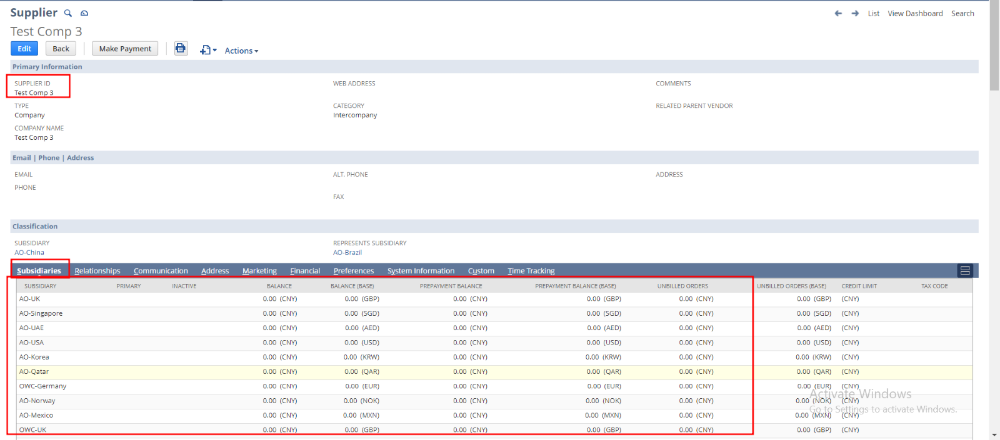 Supplier
List View Dashboard Search
Test Comp 3
Edit Back Make Payment Actions
Primary Information
SUPPLIER ID WEB ADDRESS COMMENTS
Test Comp 3
TYPE CATEGORY RELATED PARENT VENDOR
Company Intercompany
COMPANY NAME
Test Comp 3
Email | Phone | Address
EMAIL ALT. PHONE ADDRESS
PHONE
FAX
Classification
SUBSIDIARY REPRESENTS SUBSIDIARY
AO-China AO-Brazil
Subsidiaries Relationships Communication Address Marketing Financial Preferences System Information Custom Time Tracking
SUBSIDIARY PRIMARY INACTIVE BALANCE BALANCE (BASE) PREPAYMENT BALANCE PREPAYMENT BALANCE (BASE) UNBILLED ORDERS UNBILLED ORDERS (BASE) CREDIT LIMIT TAX CODE
AO-UK 0.00 (CNY) 0.00 (GBP) 0.00 (CNY) 0.00 (GBP) 0.00 (CNY) 0.00 (GBP) (CNY)
AO-Singapore 0.00 (CNY) 0.00 (SGD) 0.00 (CNY) 0.00 (SGD) 0.00 (CNY) 0.00 (SGD) (CNY)
AO-UAE 0.00 (CNY) 0.00 (AED) 0.00 (CNY) 0.00 (AED) 0.00 (CNY) 0.00 (AED) (CNY)
AO-USA 0.00 (CNY) 0.00 (USD) 0.00 (CNY) 0.00 (USD) 0.00 (CNY) 0.00 (USD) (CNY)
AO-Korea 0.00 (CNY) 0.00 (KRW) 0.00 (CNY) 0.00 (KRW) 0.00 (CNY) 0.00 (KRW) (CNY)
AO-Qatar 0.00 (CNY) 0.00 (QAR) 0.00 (CNY) 0.00 (QAR) 0.00 (CNY) 0.00 (QAR) (CNY)
OWC-Germany 0.00 (CNY) 0.00 (EUR) 0.00 (CNY) 0.00 (EUR) 0.00 (CNY) 0.00 (EUR) (CNY)
AO-Norway 0.00 (CNY) 0.00 (NOK) 0.00 (CNY) 0.00 (NOK) 0.00 (CNY) 0.00 (NOK) (CNY)
AO-Mexico 0.00 (CNY) 0.00 (MXN) 0.00 (CNY) 0.00 (MXN) 0.00 (CNY) 0.00 (MXN) (CNY)
OWC-UK 0.00 (CNY) 0.00 (GBP) 0.00 (CNY) 0.00 (GBP) 0.00 (CNY) 0.00 (GBP) (CNY)
Activate Windows
Go to Settings to activate Windows.